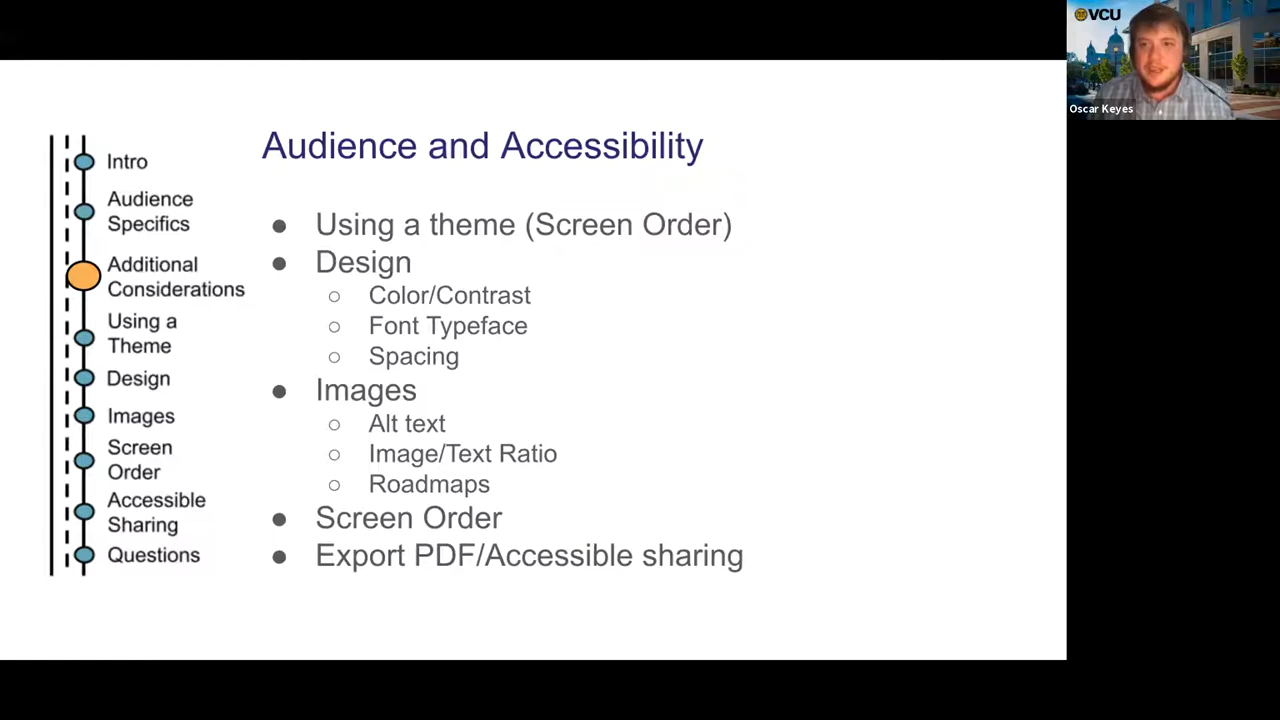 VCU
Oscar Keyes
Audience and Accessibility
Intro
Audience
Specifics
Additional
Considerations
Using a
Theme
Design
Images
Screen
Order
Accessible
Sharing
Questions
● Using a theme (Screen Order)
● Design
○ Color/Contrast
○ Font Typeface
○ Spacing
● Images
○ Alt text
○ Image/Text Ratio
○ Roadmaps
● Screen Order
● Export PDF/Accessible sharing